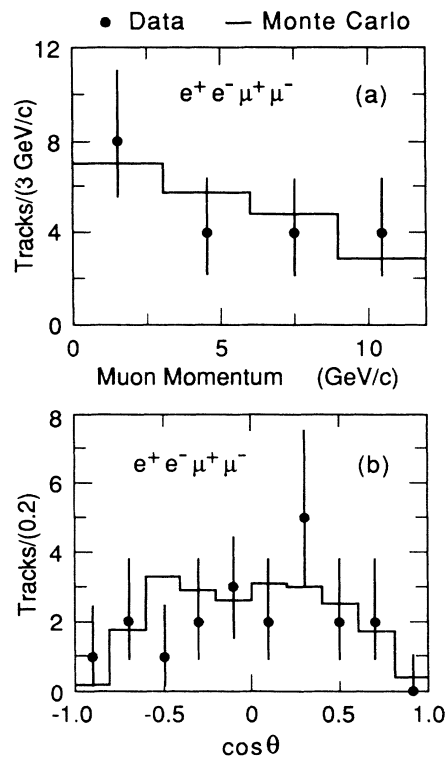 ● Data — Monte Carlo
12
e⁺ e⁻ μ⁺ μ⁻ (a)
8
4
0
Tracks/(3 GeV/c)
0 5 10
Muon Momentum (GeV/c)
8
e⁺ e⁻ μ⁺ μ⁻ (b)
6
4
2
0
Tracks/(0.2)
-1.0 -0.5 0 0.5 1.0
cosθ